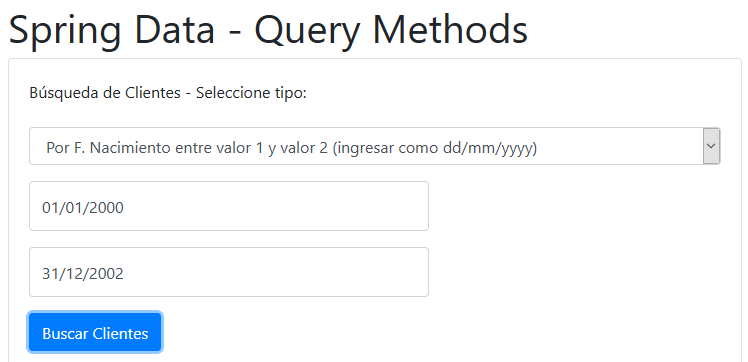 Spring Data - Query Methods
Búsqueda de Clientes - Seleccione tipo:
Por F. Nacimiento entre valor 1 y valor 2 (ingresar como dd/mm/yyyy)
01/01/2000
31/12/2002
Buscar Clientes